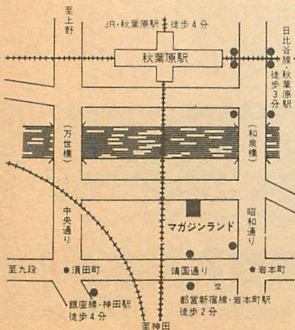 至上野
JR・秋葉原駅 徒歩4分
秋葉原駅
日比谷線・秋葉原駅
徒歩3分
(万世橋)
(和泉橋)
中央通り
昭和通り
マガジンランド
至九段
須田町
靖国通り
岩本町
交
銀座線・神田駅
徒歩4分
都営新宿線・岩本町駅
徒歩2分
至神田